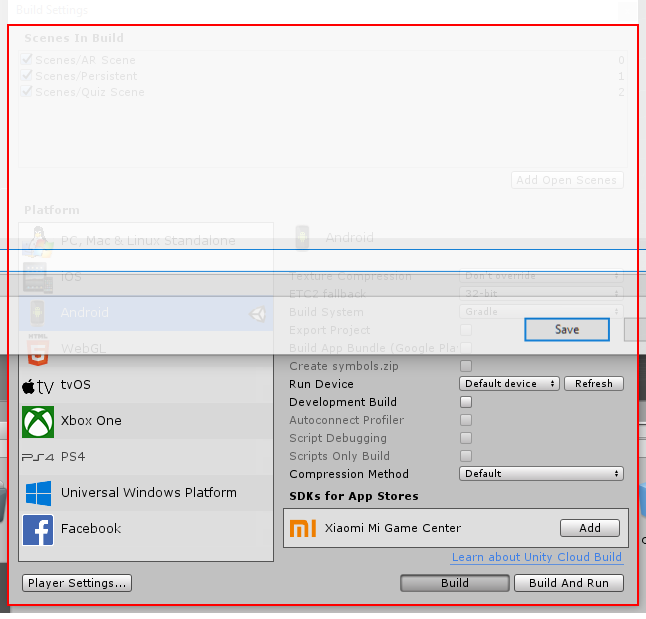 Build Settings
Scenes In Build
Scenes/AR Scene 0
Scenes/Persistent 1
Scenes/Quiz Scene 2
Add Open Scenes
Platform
PC, Mac & Linux Standalone
iOS
Android
WebGL
tvOS
Xbox One
PS4
Universal Windows Platform
Facebook
Android
Texture Compression Don't override
ETC2 fallback 32-bit
Build System Gradle
Export Project
Build App Bundle (Google Pla
Create symbols.zip
Run Device Default device Refresh
Development Build
Autoconnect Profiler
Script Debugging
Scripts Only Build
Compression Method Default
SDKs for App Stores
Xiaomi Mi Game Center Add
Learn about Unity Cloud Build
Player Settings... Build Build And Run
Save